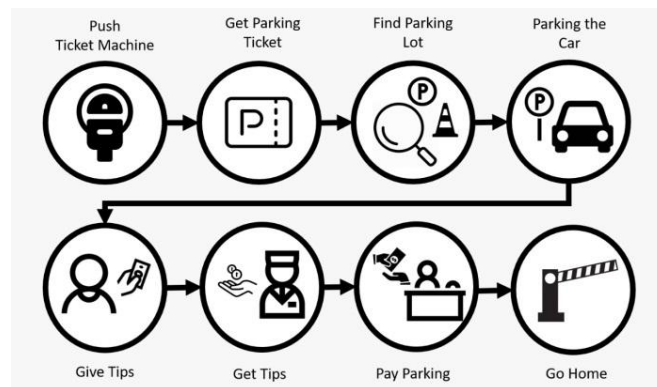 Push
Ticket Machine
Get Parking
Ticket
Find Parking
Lot
Parking the
Car
P
P
P
Give Tips
Get Tips
Pay Parking
Go Home